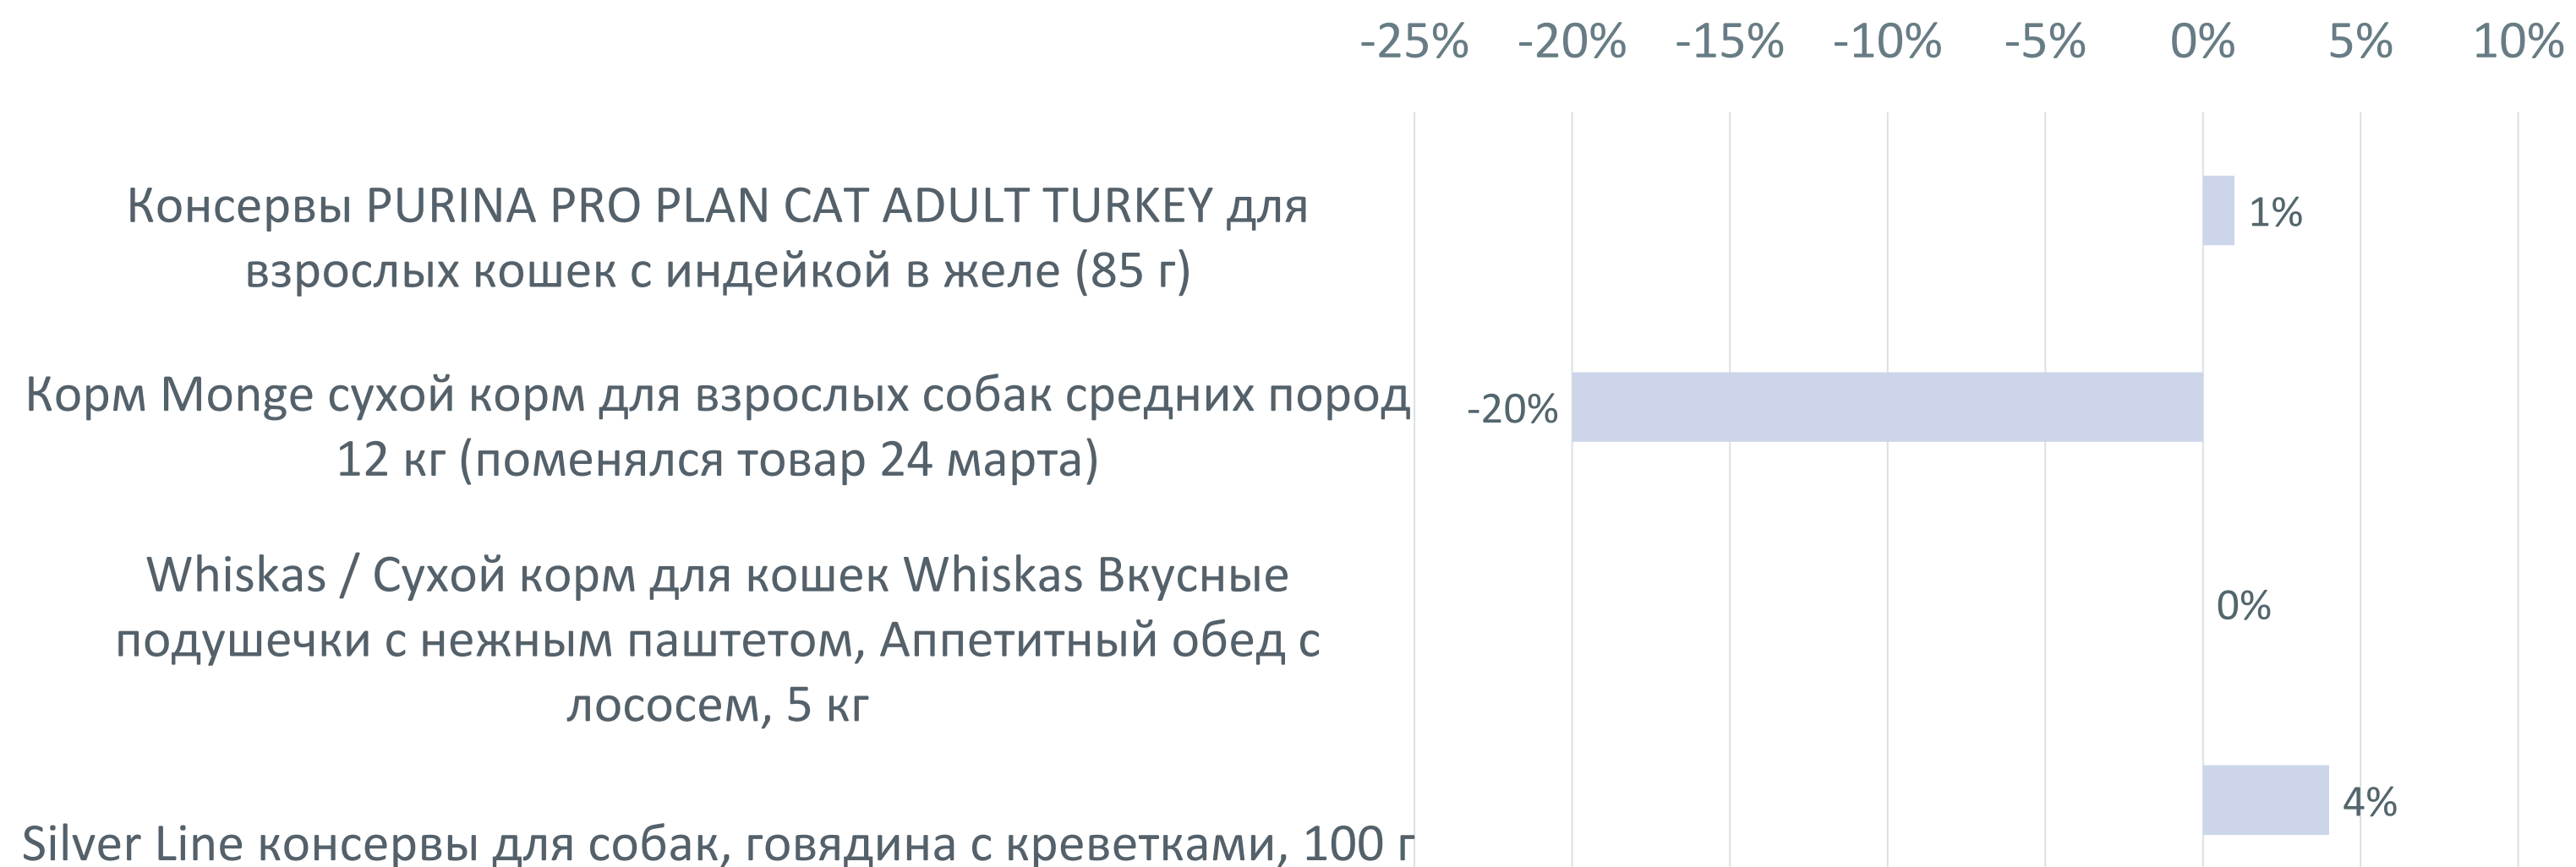 -25% -20% -15% -10% -5% 0% 5% 10%
Консервы PURINA PRO PLAN CAT ADULT TURKEY для
взрослых кошек с индейкой в желе (85 г)
1%
Корм Monge сухой корм для взрослых собак средних пород
12 кг (поменялся товар 24 марта)
-20%
Whiskas / Сухой корм для кошек Whiskas Вкусные
подушечки с нежным паштетом, Аппетитный обед с
лососем, 5 кг
0%
Silver Line консервы для собак, говядина с креветками, 100 г
4%